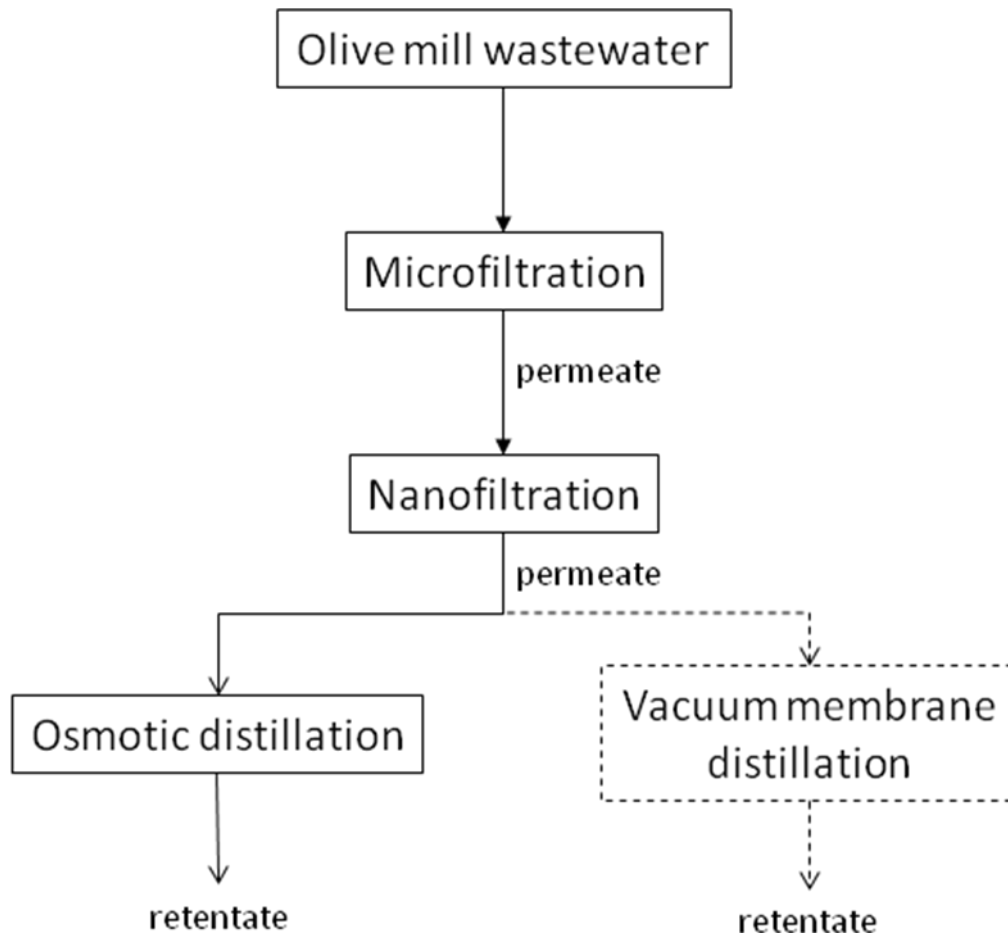 Olive mill wastewater
Microfiltration
permeate
Nanofiltration
permeate
Osmotic distillation
Vacuum membrane
distillation
retentate
retentate